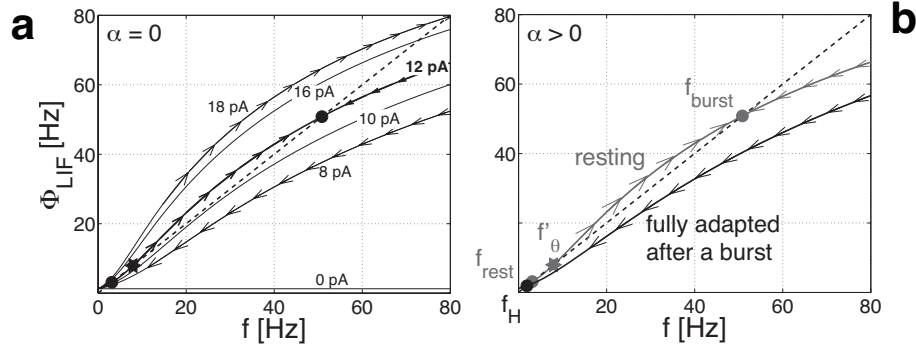 a
α = 0
80
60
40
20
Φ_LIF [Hz]
18 pA
16 pA
12 pA
10 pA
8 pA
0 pA
0
20
40
60
80
f [Hz]
b
α > 0
80
60
40
20
f_burst
resting
f'_θ
f_rest
f_H
fully adapted
after a burst
20
40
60
80
f [Hz]